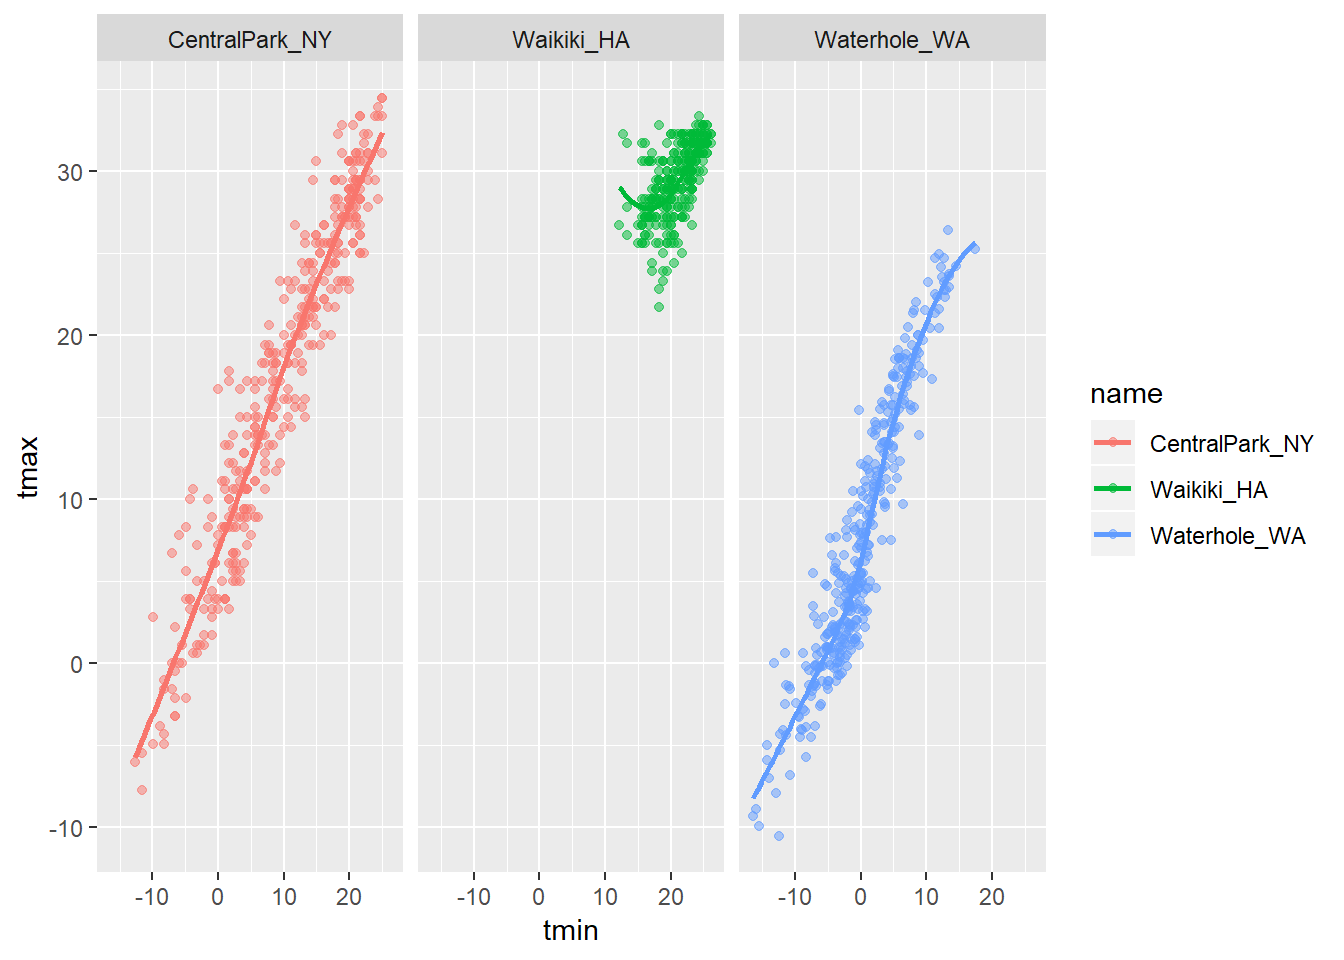 CentralPark_NY Waikiki_HA Waterhole_WA
30
20
10
0
-10
tmax
-10 0 10 20 -10 0 10 20 -10 0 10 20
tmin
name
CentralPark_NY
Waikiki_HA
Waterhole_WA